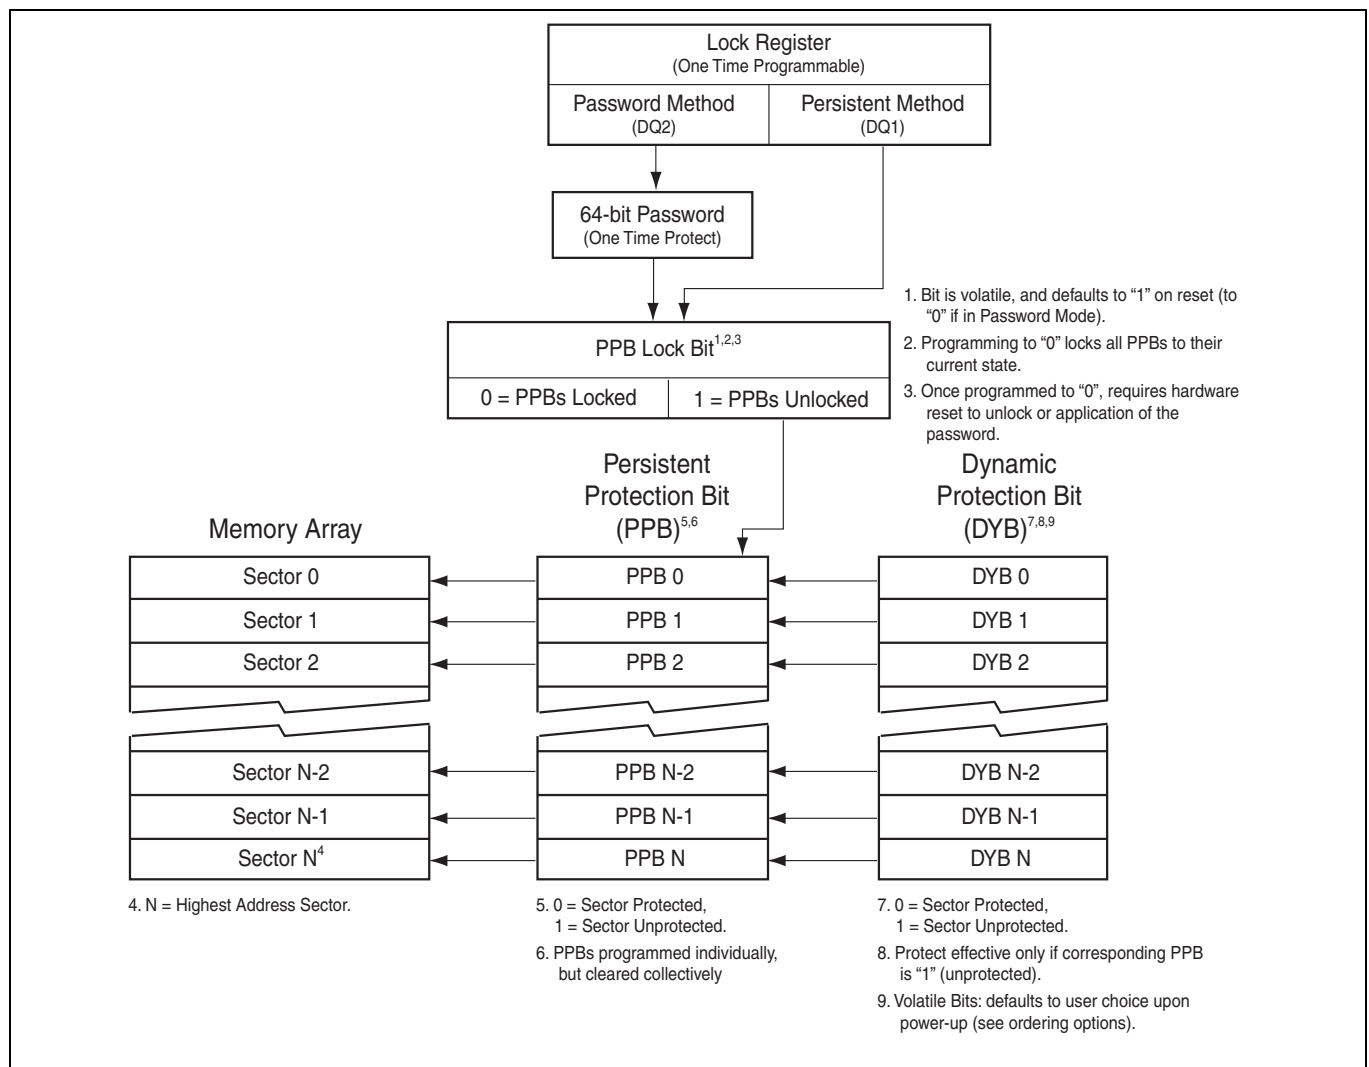 Lock Register
(One Time Programmable)
Password Method
(DQ2)
Persistent Method
(DQ1)
64-bit Password
(One Time Protect)
PPB Lock Bit1,2,3
0 = PPBs Locked
1 = PPBs Unlocked
1. Bit is volatile, and defaults to “1” on reset (to
“0” if in Password Mode).
2. Programming to “0” locks all PPBs to their
current state.
3. Once programmed to “0”, requires hardware
reset to unlock or application of the
password.
Memory Array
Persistent
Protection Bit
(PPB)5,6
Dynamic
Protection Bit
(DYB)7,8,9
Sector 0
PPB 0
DYB 0
Sector 1
PPB 1
DYB 1
Sector 2
PPB 2
DYB 2
Sector N-2
PPB N-2
DYB N-2
Sector N-1
PPB N-1
DYB N-1
Sector N4
PPB N
DYB N
4. N = Highest Address Sector.
5. 0 = Sector Protected,
1 = Sector Unprotected.
6. PPBs programmed individually,
but cleared collectively
7. 0 = Sector Protected,
1 = Sector Unprotected.
8. Protect effective only if corresponding PPB
is “1” (unprotected).
9. Volatile Bits: defaults to user choice upon
power-up (see ordering options).